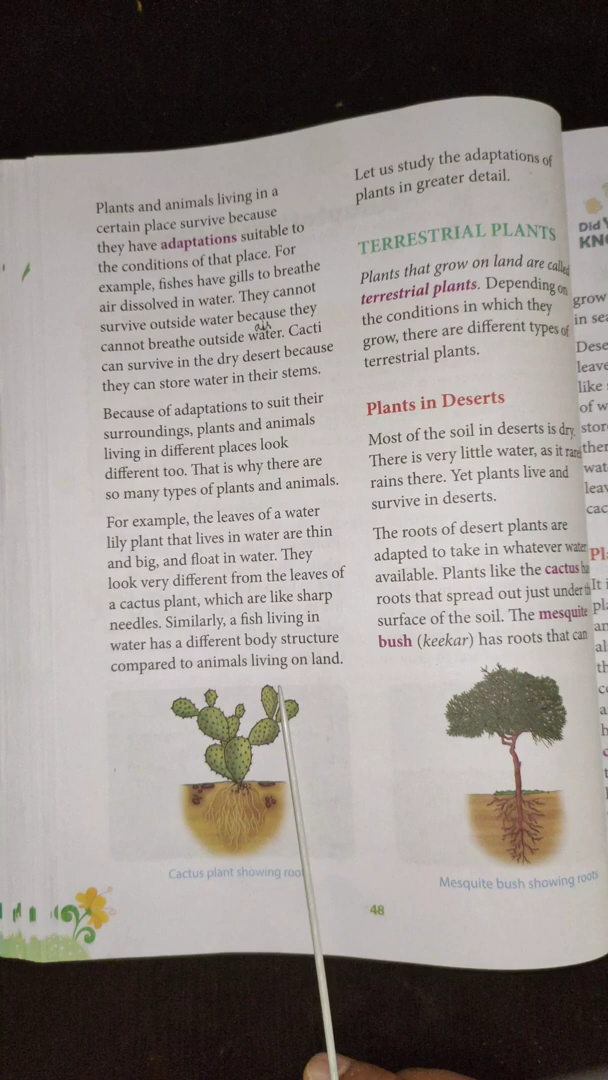 Plants and animals living in a
certain place survive because
they have adaptations suitable to
the conditions of that place. For
example, fishes have gills to breathe
air dissolved in water. They cannot
survive outside water because they
air
cannot breathe outside water. Cacti
can survive in the dry desert because
they can store water in their stems.
Because of adaptations to suit their
surroundings, plants and animals
living in different places look
different too. That is why there are
so many types of plants and animals.
For example, the leaves of a water
lily plant that lives in water are thin
and big, and float in water. They
look very different from the leaves of
a cactus plant, which are like sharp
needles. Similarly, a fish living in
water has a different body structure
compared to animals living on land.
Cactus plant showing
Let us study the adaptations of
plants in greater detail.
TERRESTRIAL PLANTS
Plants that grow on land are called
terrestrial plants. Depending on
the conditions in which they
grow, there are different types of
terrestrial plants.
Plants in Deserts
Most of the soil in deserts is dry.
There is very little water, as it
rains there. Yet plants live and
survive in deserts.
The roots of desert plants are
adapted to take in whatever water
available. Plants like the cactus
roots that spread out just under
surface of the soil. The mesquite
bush (keekar) has roots that can
Mesquite bush showing roots
48
Did
grow